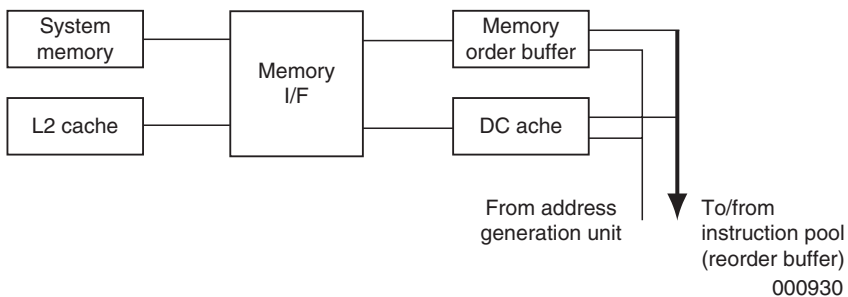 System
memory
Memory
I/F
Memory
order buffer
L2 cache
DC ache
From address
generation unit
To/from
instruction pool
(reorder buffer)
000930